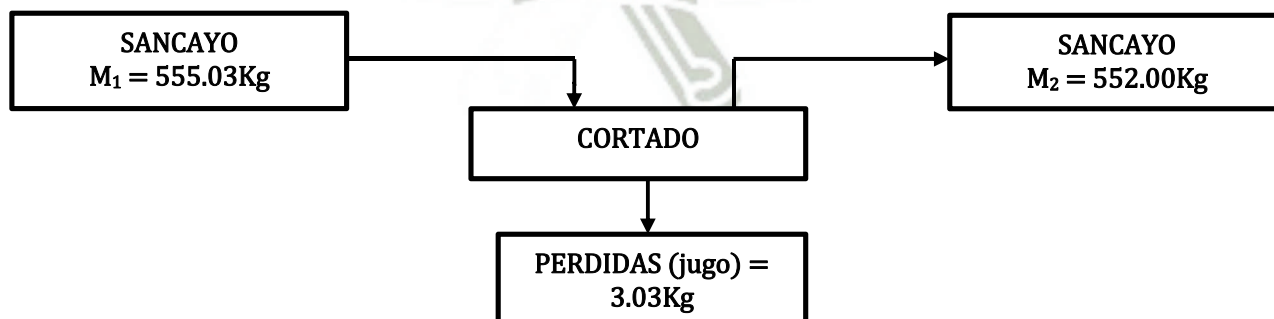 SANCAYO
M₁ = 555.03Kg
SANCAYO
M₂ = 552.00Kg
CORTADO
PERDIDAS (jugo) =
3.03Kg